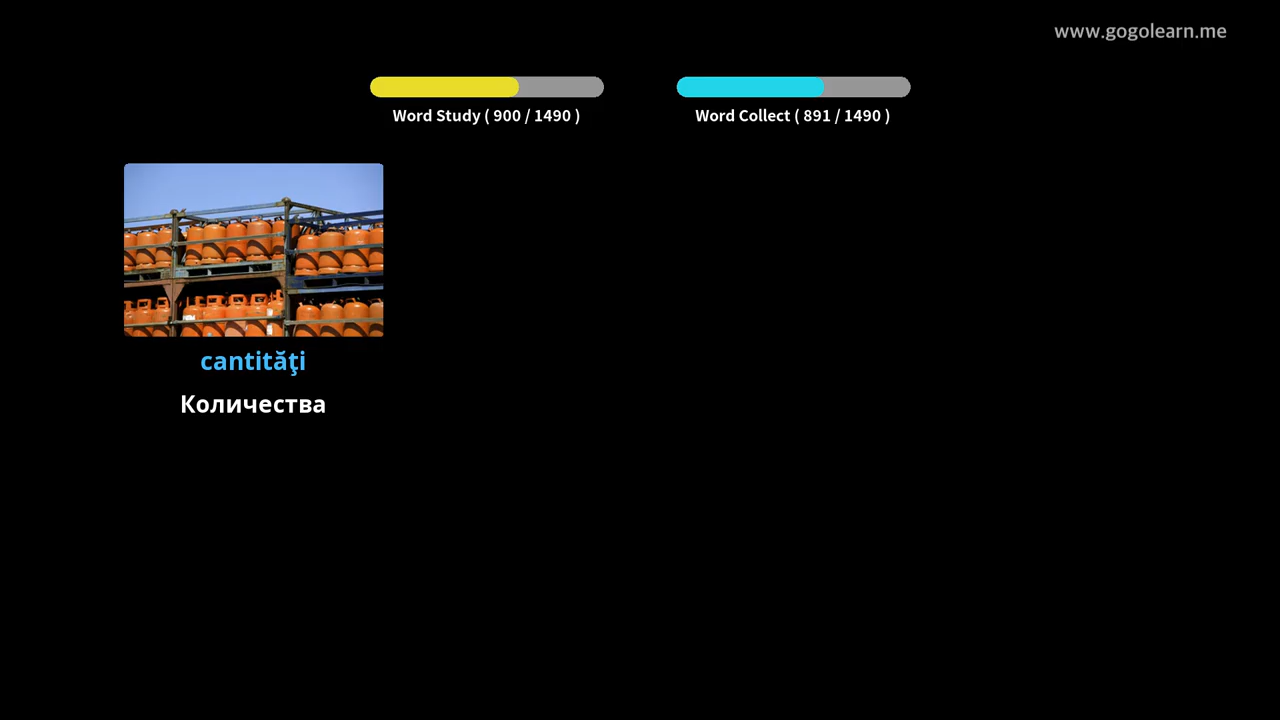 www.gogolearn.me
Word Study ( 900 / 1490 )
Word Collect ( 891 / 1490 )
cantităţi
Количества